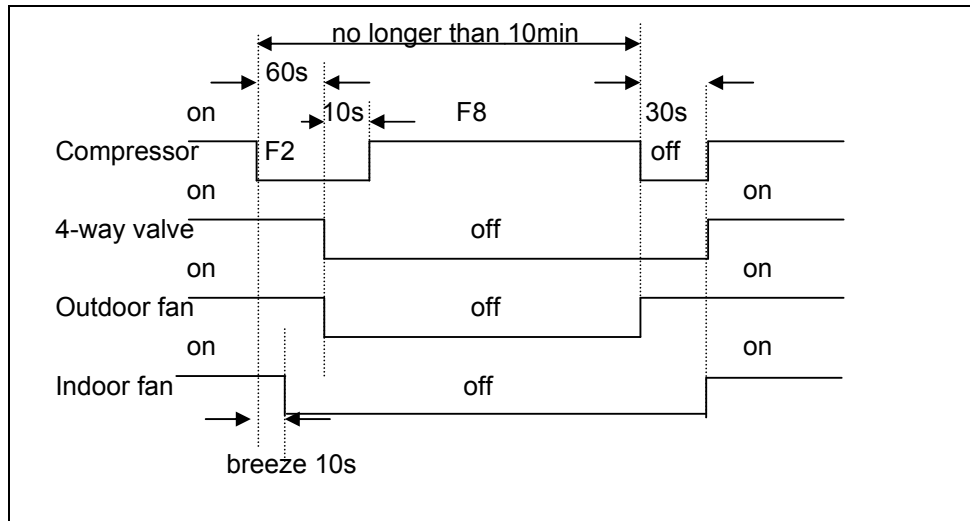 no longer than 10min
60s
on 10s F8 30s
Compressor F2 off
on on
4-way valve off
on on
Outdoor fan off
on on
Indoor fan off
breeze 10s